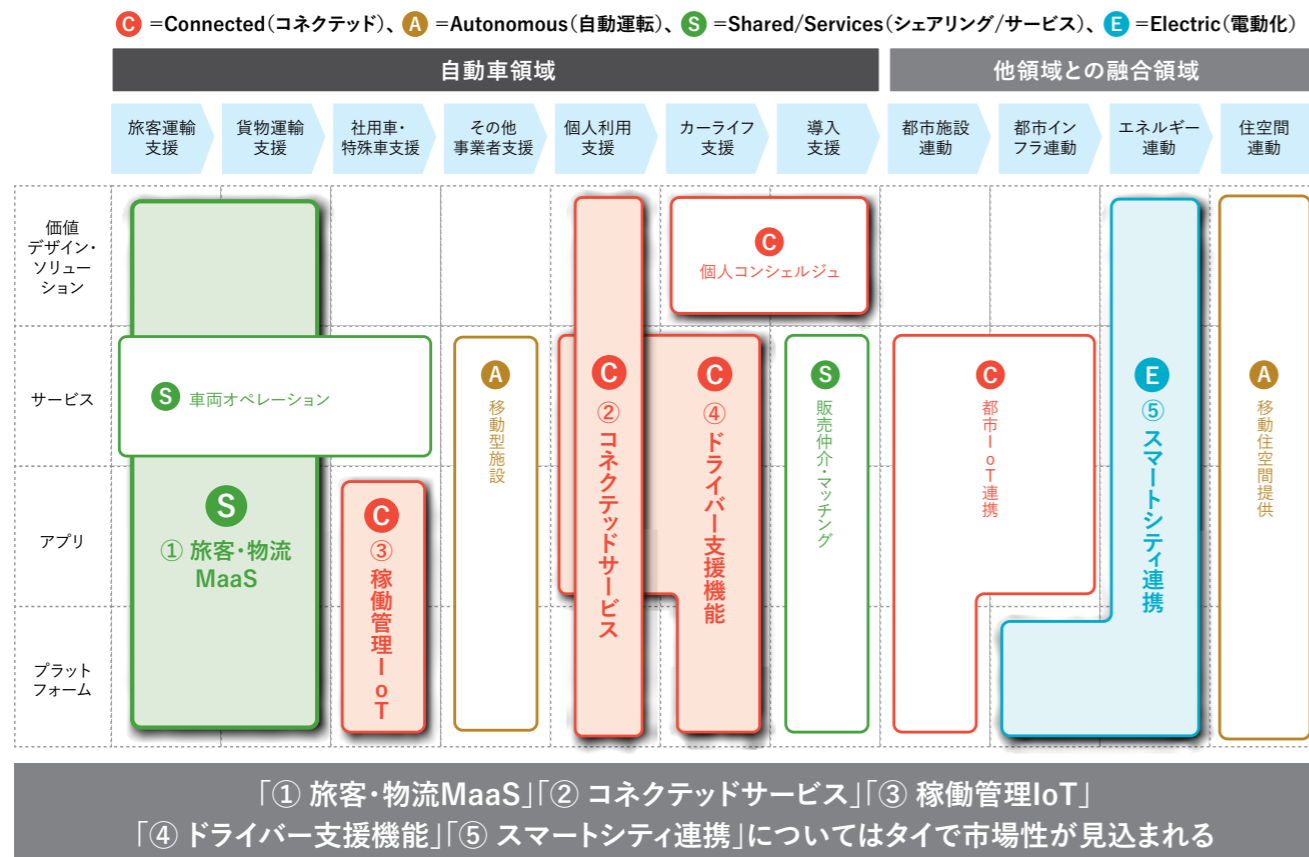 C =Connected(コネクテッド)、 A =Autonomous(自動運転)、 S =Shared/Services(シェアリング/サービス)、 E =Electric(電動化)
自動車領域
他領域との融合領域
旅客運輸
支援
貨物運輸
支援
社用車・
特殊車支援
その他
事業者支援
個人利用
支援
カーライフ
支援
導入
支援
都市施設
連動
都市イン
フラ連動
エネルギー
連動
住空間
連動
価値
デザイン・
ソリュー
ション
C
個人コンシェルジュ
サービス
S 車両オペレーション
A
移動型施設
C
② コネクテッドサービス
C
④ ドライバー支援機能
S
販売仲介・マッチング
C
都市IoT連携
E
⑤ スマートシティ連携
A
移動住空間提供
アプリ
S
① 旅客・物流
MaaS
C
③ 稼働管理IoT
プラット
フォーム
「① 旅客・物流MaaS」「② コネクテッドサービス」「③ 稼働管理IoT」
「④ ドライバー支援機能」「⑤ スマートシティ連携」についてはタイで市場性が見込まれる